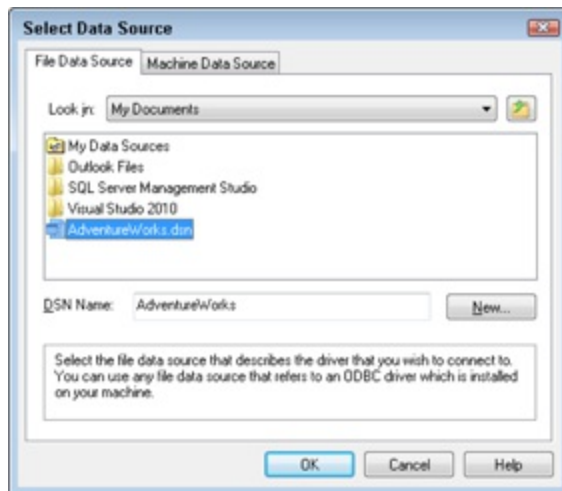 Select Data Source
File Data Source
Machine Data Source
Look in: My Documents
My Data Sources
Outlook Files
SQL Server Management Studio
Visual Studio 2010
AdventureWorks.dsn
DSN Name: AdventureWorks
New...
Select the file data source that describes the driver that you wish to connect to.
You can use any file data source that refers to an ODBC driver which is installed
on your machine.
OK
Cancel
Help